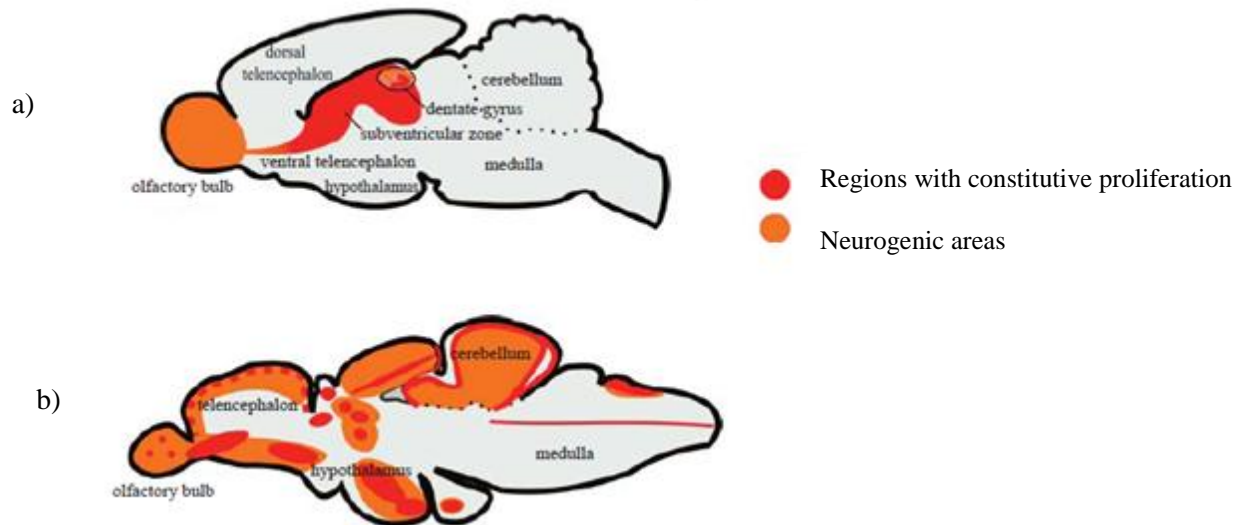 a)
dorsal
telencephalon
cerebellum
dentate-gyrus
subventricular zone
ventral telencephalon
medulla
hypothalamus
olfactory bulb
Regions with constitutive proliferation
Neurogenic areas
b)
cerebellum
telencephalon
hypothalamus
medulla
olfactory bulb